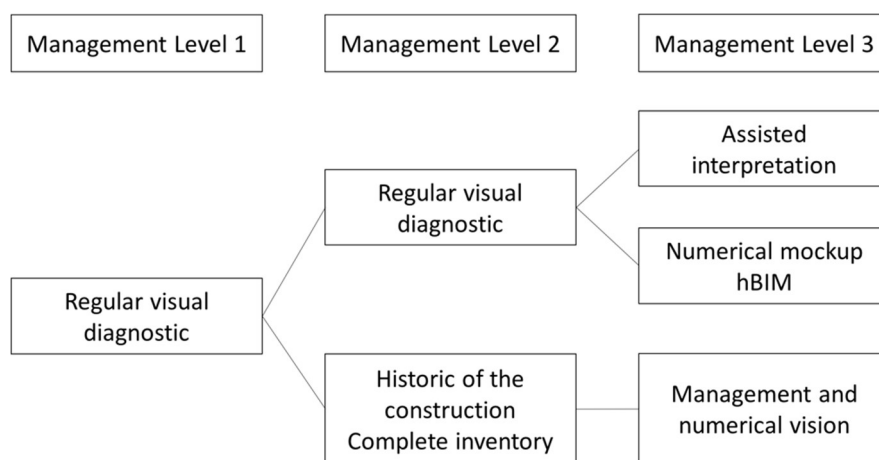 Management Level 1
Management Level 2
Management Level 3
Assisted
interpretation
Regular visual
diagnostic
Numerical mockup
hBIM
Regular visual
diagnostic
Historic of the
construction
Complete inventory
Management and
numerical vision